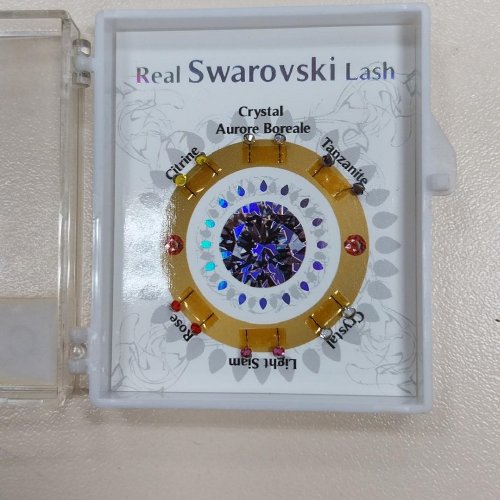 Real Swarovski Lash
Crystal
Aurore Boreale
Citrine
Tanzanite
Rose
Crystal
Light Siam